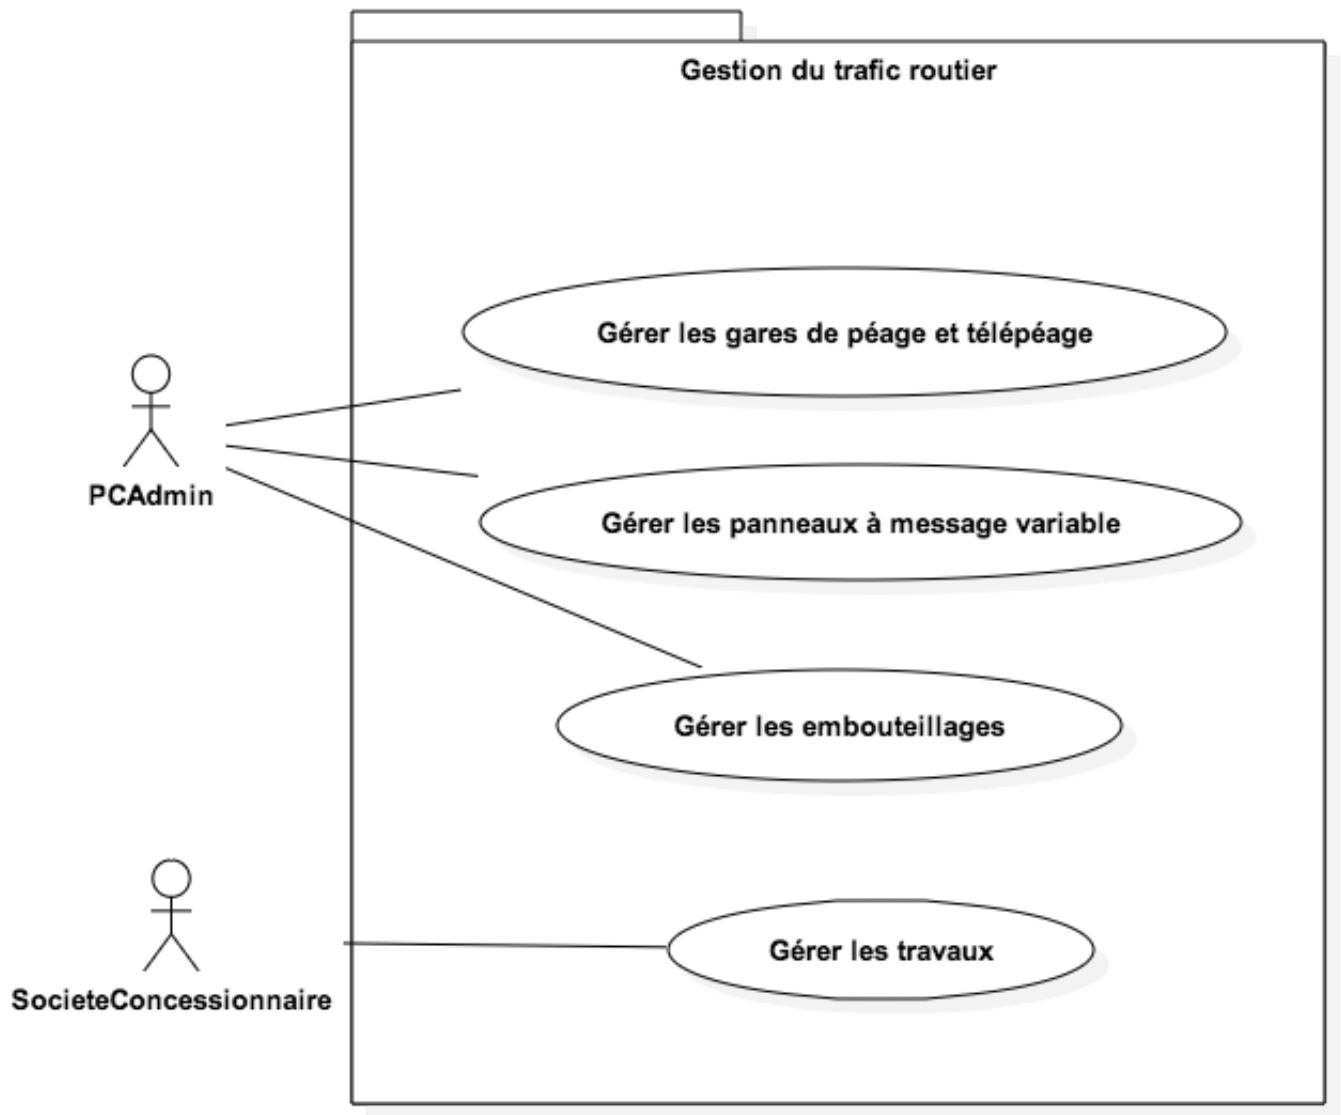 Gestion du trafic routier
Gérer les gares de péage et télépéage
PCAdmin
Gérer les panneaux à message variable
Gérer les embouteillages
Gérer les travaux
SocieteConcessionnaire